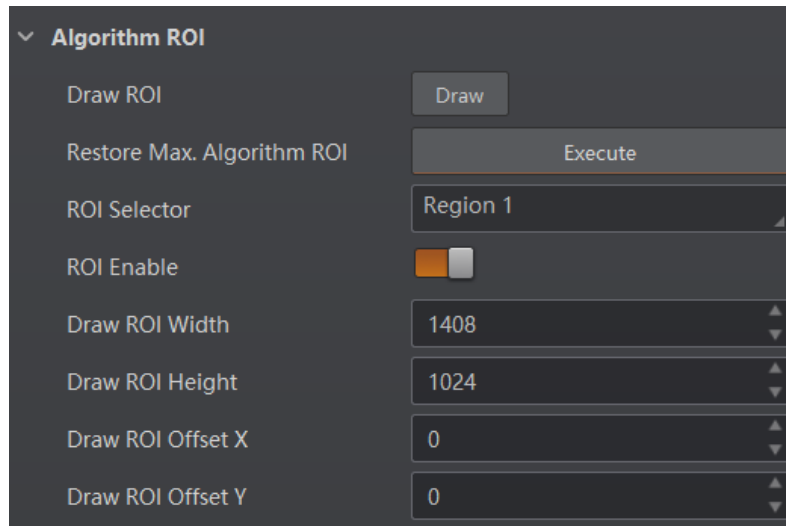 Algorithm ROI
Draw ROI Draw
Restore Max. Algorithm ROI Execute
ROI Selector Region 1
ROI Enable
Draw ROI Width 1408
Draw ROI Height 1024
Draw ROI Offset X 0
Draw ROI Offset Y 0